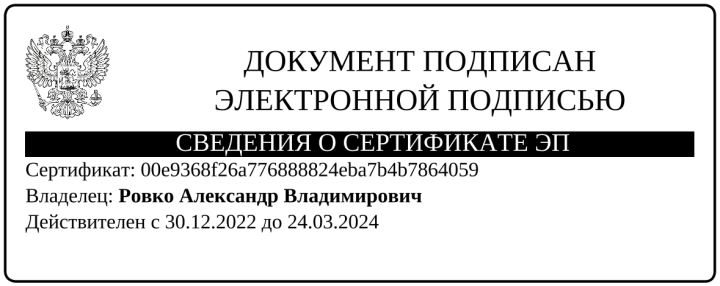 ДОКУМЕНТ ПОДПИСАН
ЭЛЕКТРОННОЙ ПОДПИСЬЮ
СВЕДЕНИЯ О СЕРТИФИКАТЕ ЭП
Сертификат: 00e9368f26a776888824eba7b4b7864059
Владелец: Ровко Александр Владимирович
Действителен с 30.12.2022 до 24.03.2024